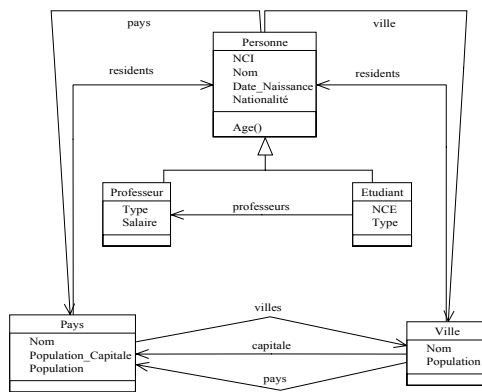 pays
ville
Personne
NCI
Nom
Date_Naissance
Nationalité
Age()
residents
residents
Professeur
Type
Salaire
professeurs
Etudiant
NCE
Type
Pays
Nom
Population_Capitale
Population
villes
capitale
pays
Ville
Nom
Population